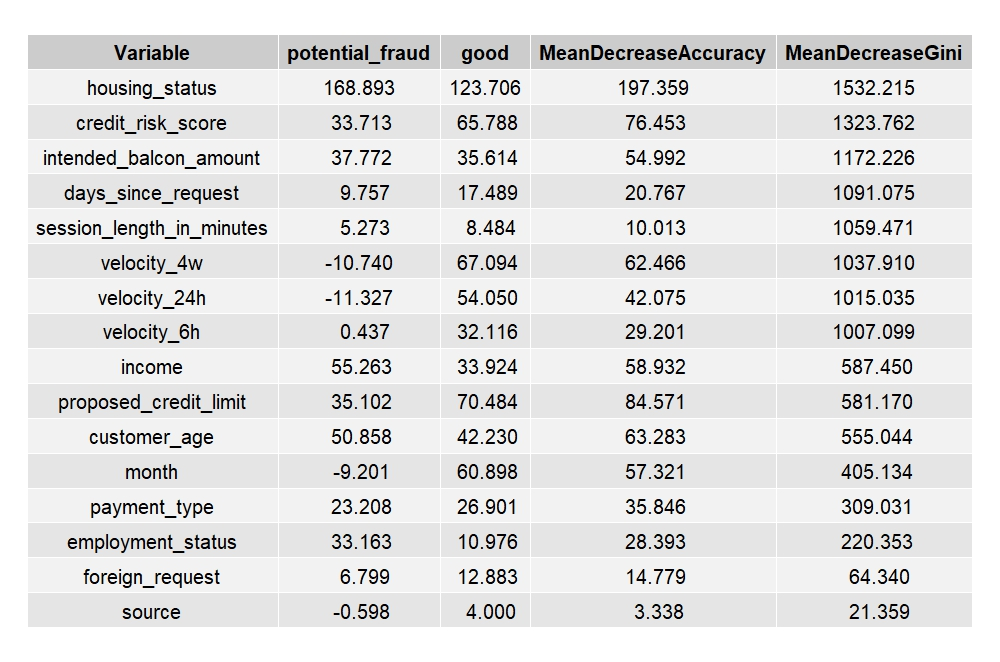 Variable potential_fraud good MeanDecreaseAccuracy MeanDecreaseGini
housing_status 168.893 123.706 197.359 1532.215
credit_risk_score 33.713 65.788 76.453 1323.762
intended_balcon_amount 37.772 35.614 54.992 1172.226
days_since_request 9.757 17.489 20.767 1091.075
session_length_in_minutes 5.273 8.484 10.013 1059.471
velocity_4w -10.740 67.094 62.466 1037.910
velocity_24h -11.327 54.050 42.075 1015.035
velocity_6h 0.437 32.116 29.201 1007.099
income 55.263 33.924 58.932 587.450
proposed_credit_limit 35.102 70.484 84.571 581.170
customer_age 50.858 42.230 63.283 555.044
month -9.201 60.898 57.321 405.134
payment_type 23.208 26.901 35.846 309.031
employment_status 33.163 10.976 28.393 220.353
foreign_request 6.799 12.883 14.779 64.340
source -0.598 4.000 3.338 21.359